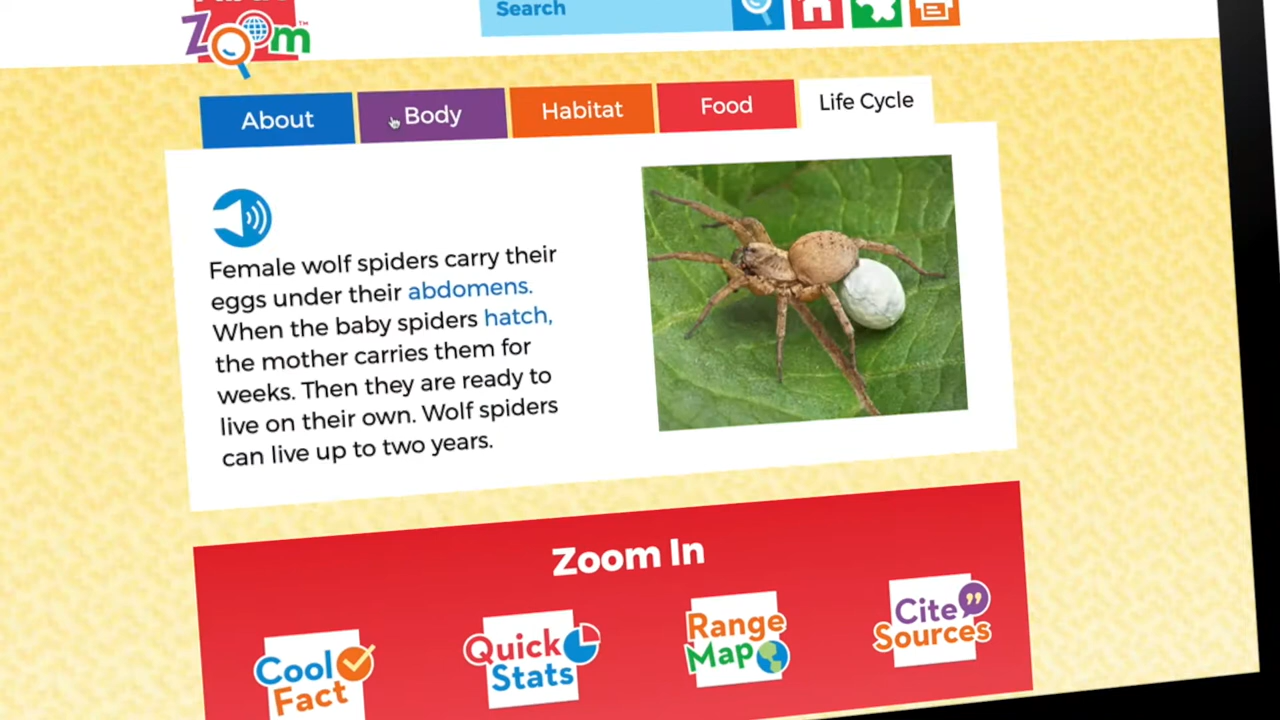 Zoom™
Search
About
Body
Habitat
Food
Life Cycle
Female wolf spiders carry their
eggs under their abdomens.
When the baby spiders hatch,
the mother carries them for
weeks. Then they are ready to
live on their own. Wolf spiders
can live up to two years.
Zoom In
Cool
Fact
Quick
Stats
Range
Map
Cite
Sources